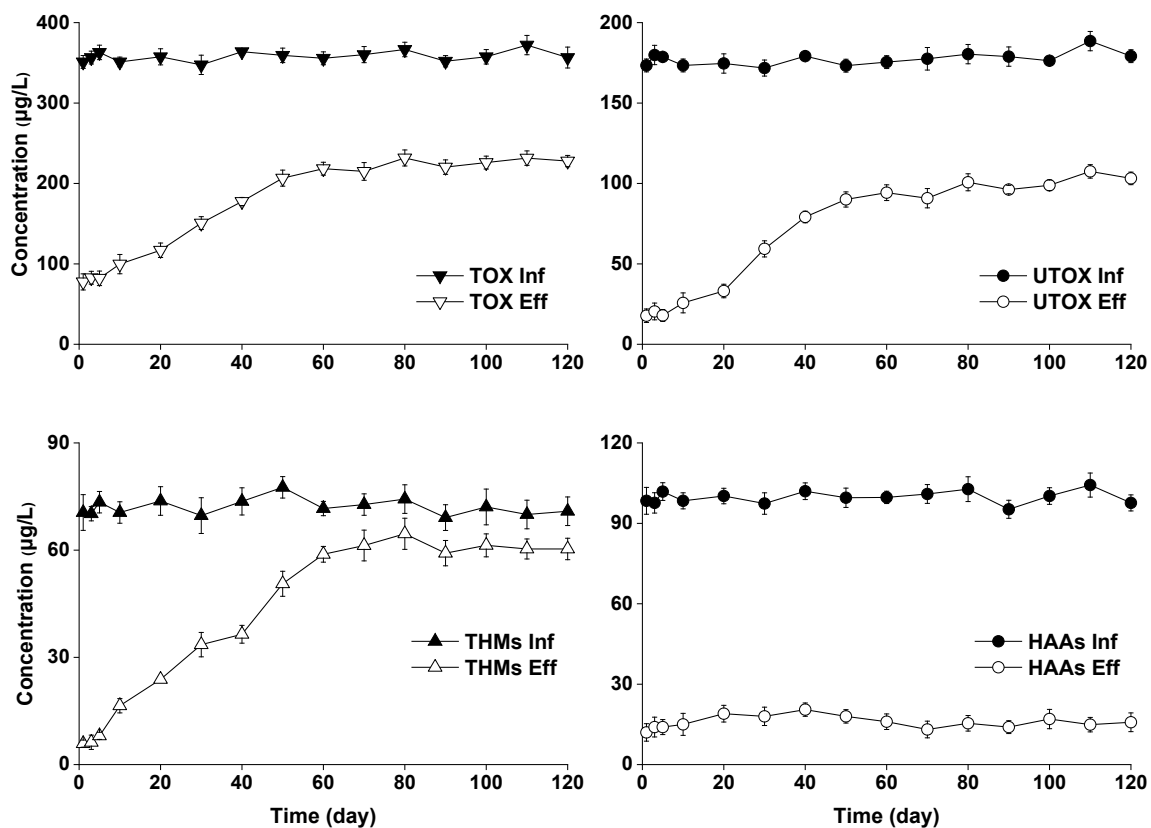 400
300
200
100
0
Concentration (µg/L)
TOX Inf
TOX Eff
0 20 40 60 80 100 120
200
150
100
50
0
UTOX Inf
UTOX Eff
0 20 40 60 80 100 120
90
60
30
0
Concentration (µg/L)
THMs Inf
THMs Eff
0 20 40 60 80 100 120
Time (day)
120
90
60
30
0
HAAs Inf
HAAs Eff
0 20 40 60 80 100 120
Time (day)